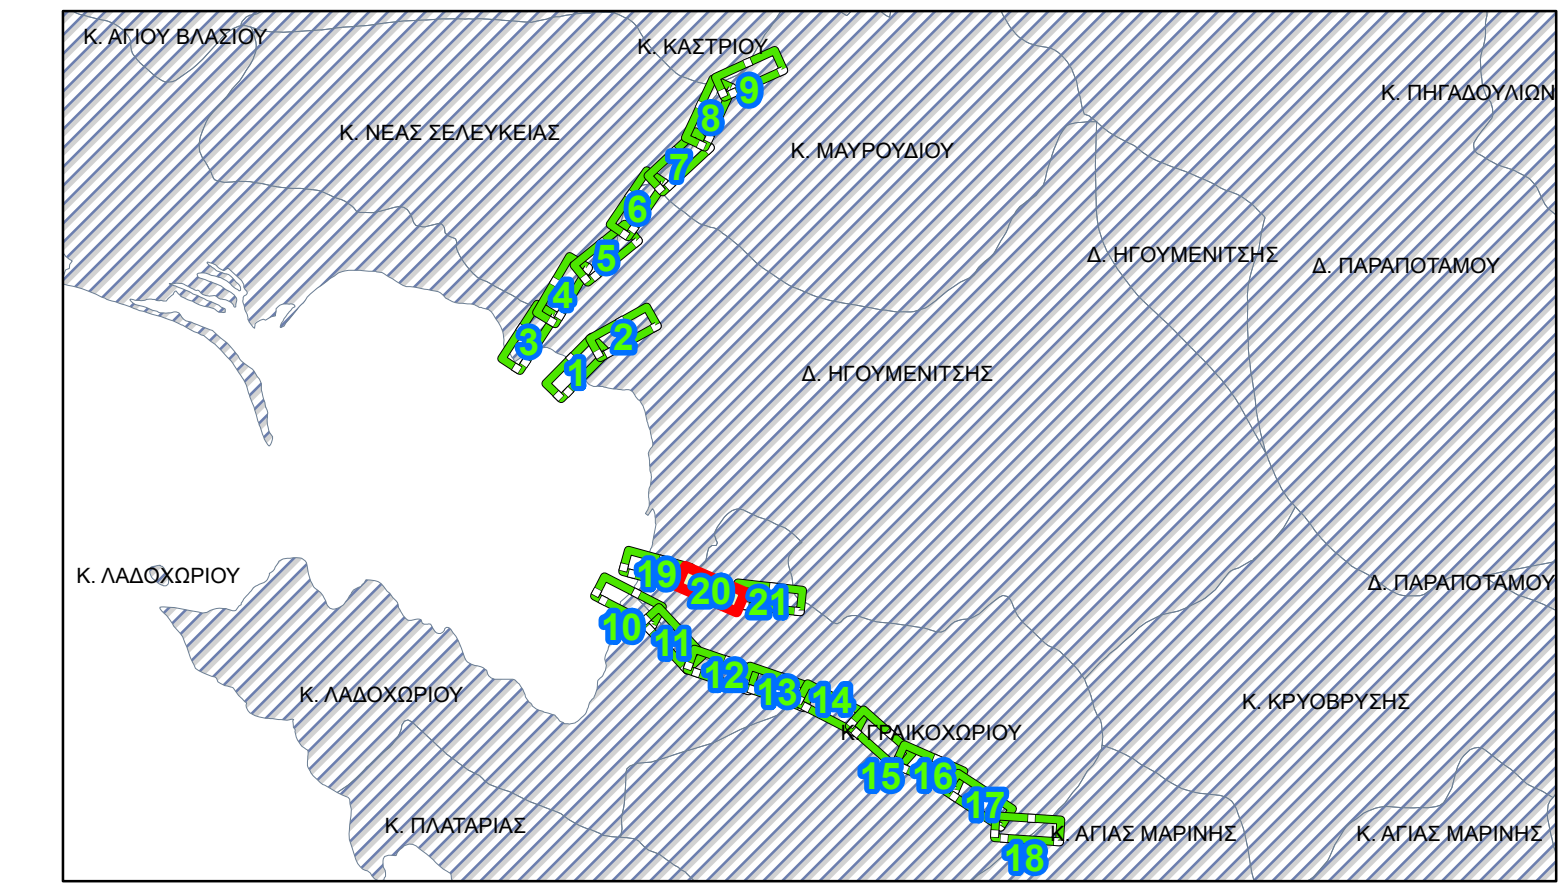 Κ. ΑΓΙΟΥ ΒΛΑΣΙΟΥ
Κ. ΚΑΣΤΡΙΟΥ
9
Κ. ΠΗΓΑΔΟΥΛΙΩΝ
8
Κ. ΝΕΑΣ ΣΕΛΕΥΚΕΙΑΣ
Κ. ΜΑΥΡΟΥΔΙΟΥ
7
6
5
Δ. ΗΓΟΥΜΕΝΙΤΣΗΣ
Δ. ΠΑΡΑΠΟΤΑΜΟΥ
4
3
2
1
Δ. ΗΓΟΥΜΕΝΙΤΣΗΣ
Κ. ΛΑΔΟΧΩΡΙΟΥ
19
20
21
Δ. ΠΑΡΑΠΟΤΑΜΟΥ
10
11
12
13
14
Κ. ΛΑΔΟΧΩΡΙΟΥ
Κ. ΚΡΥΟΒΡΥΣΗΣ
Κ. ΓΡΑΙΚΟΧΩΡΙΟΥ
15
16
17
Κ. ΠΛΑΤΑΡΙΑΣ
Κ. ΑΓΙΑΣ ΜΑΡΙΝΗΣ
Κ. ΑΓΙΑΣ ΜΑΡΙΝΗΣ
18